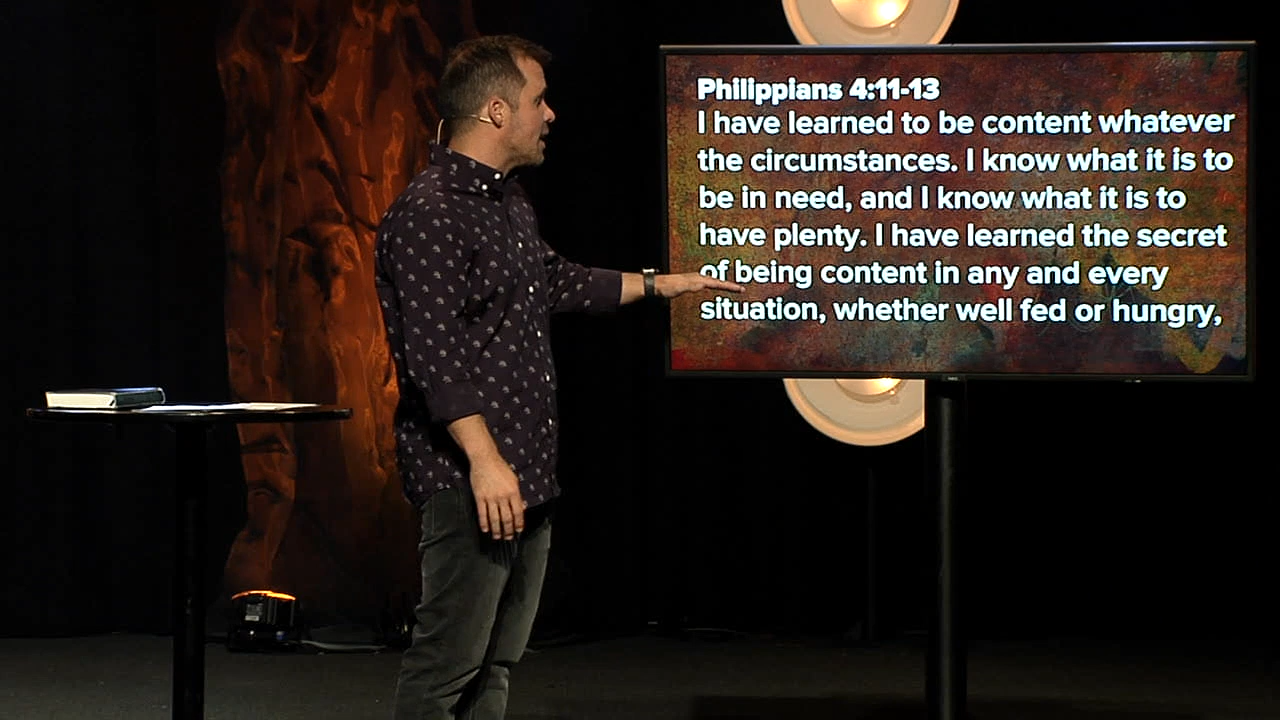 Philippians 4:11-13
I have learned to be content whatever
the circumstances. I know what it is to
be in need, and I know what it is to
have plenty. I have learned the secret
of being content in any and every
situation, whether well fed or hungry,